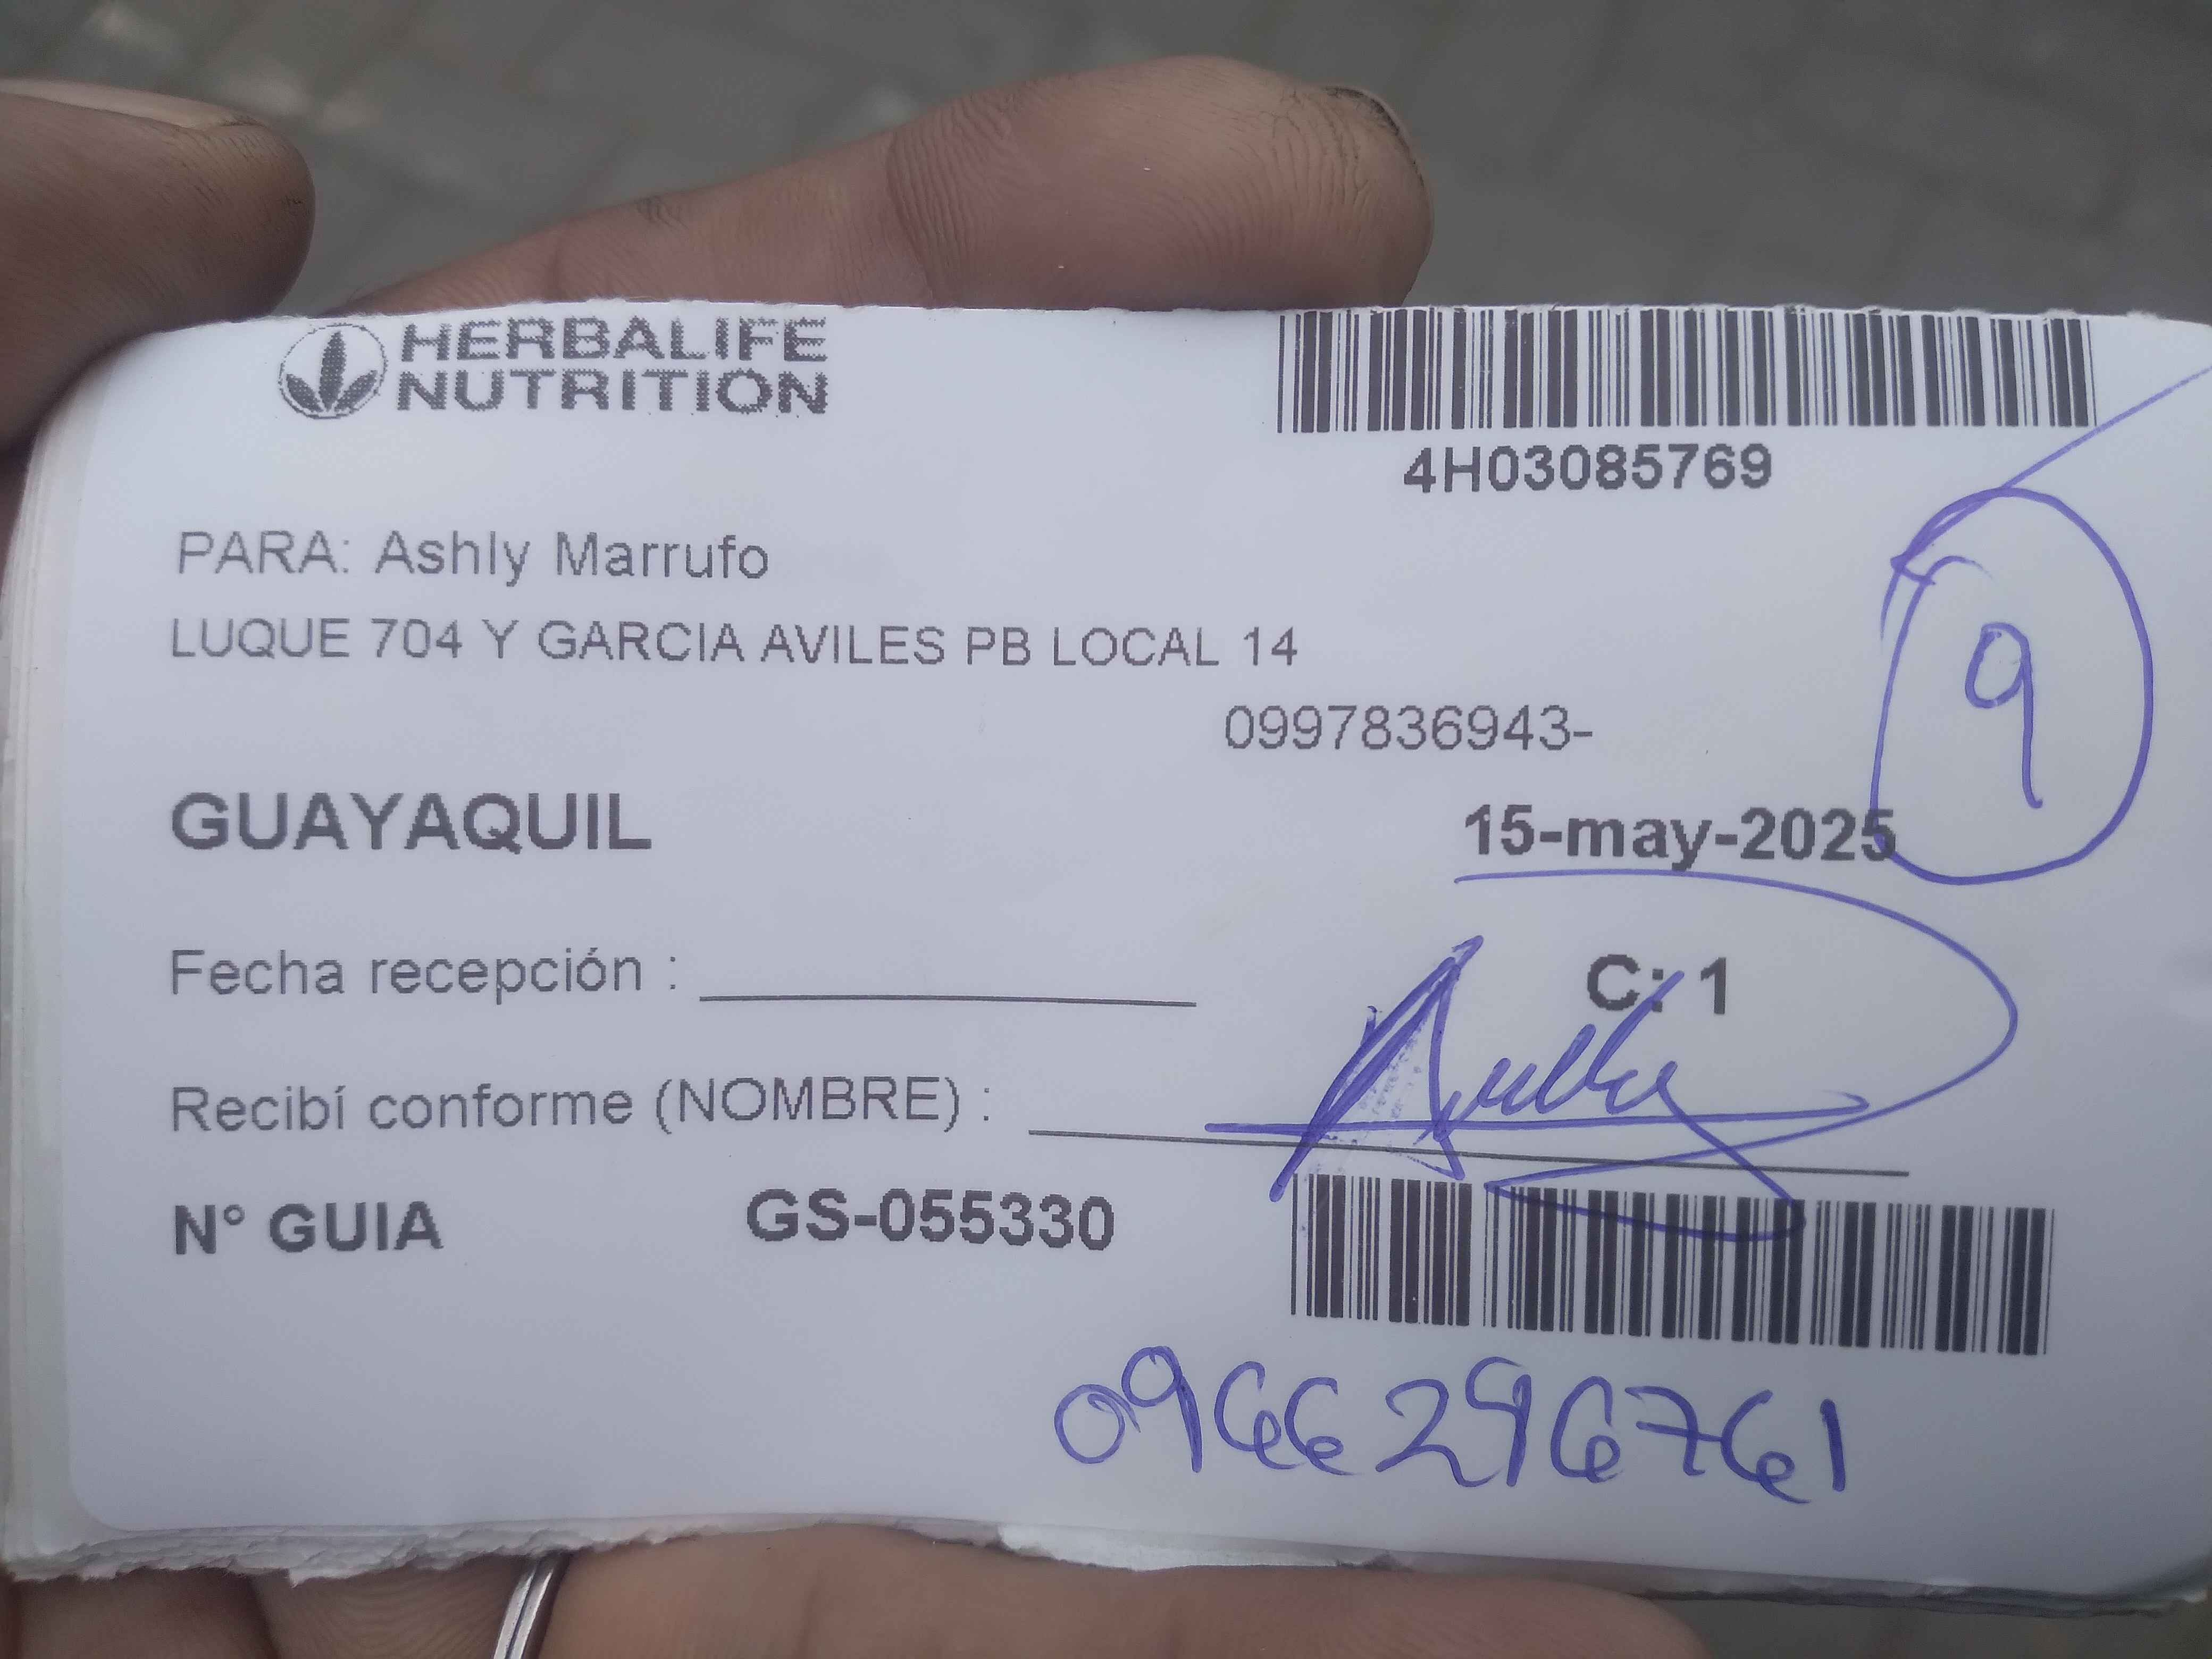 HERBALIFE
NUTRITION
4H03085769
PARA: Ashly Marrufo
LUQUE 704 Y GARCIA AVILES PB LOCAL 14
9
0997836943-
GUAYAQUIL
15-may-2025
Fecha recepción :
C: 1
Recibí conforme (NOMBRE) :
N° GUIA GS-055330
0966296761